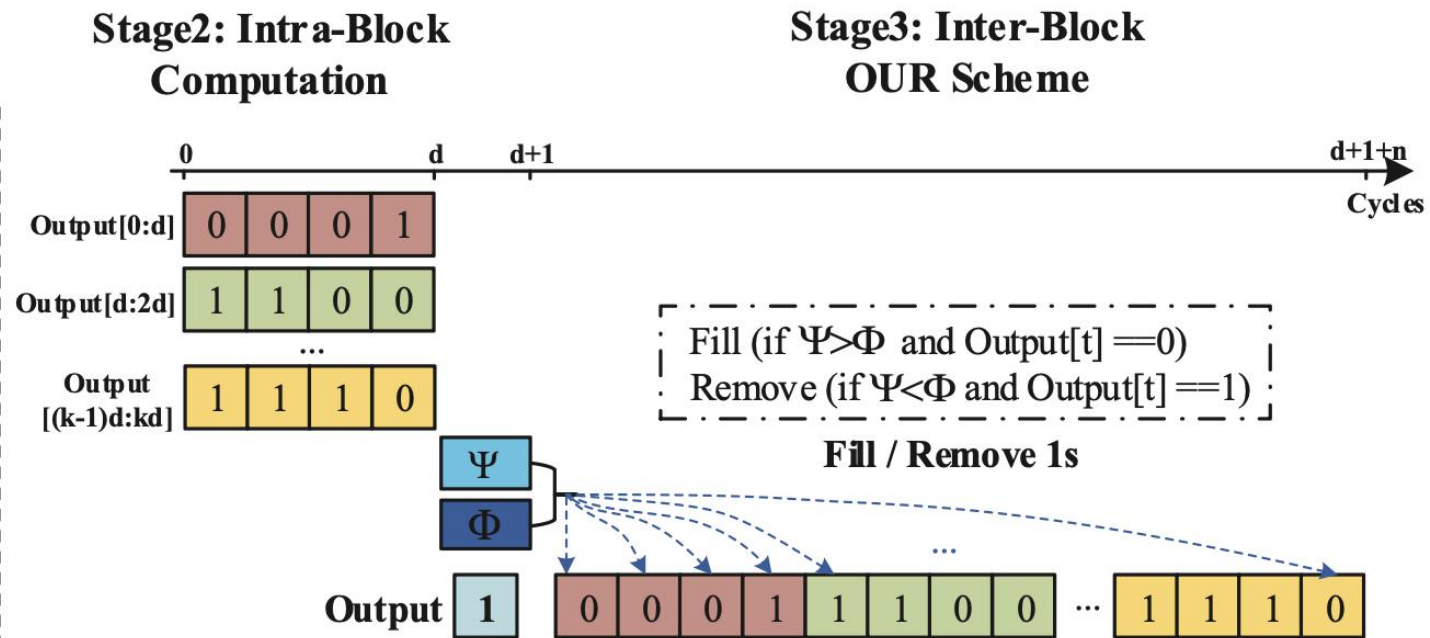 Stage2: Intra-Block
Computation
Stage3: Inter-Block
OUR Scheme
0 d d+1 d+1+n
Cycles
Output[0:d] 0 0 0 1
Output[d:2d] 1 1 0 0
...
Output
[(k-1)d:kd] 1 1 1 0
Fill (if Ψ>Φ and Output[t] ==0)
Remove (if Ψ<Φ and Output[t] ==1)
Fill / Remove 1s
Ψ
Φ
...
Output 1 0 0 0 1 1 1 0 0 ... 1 1 1 0